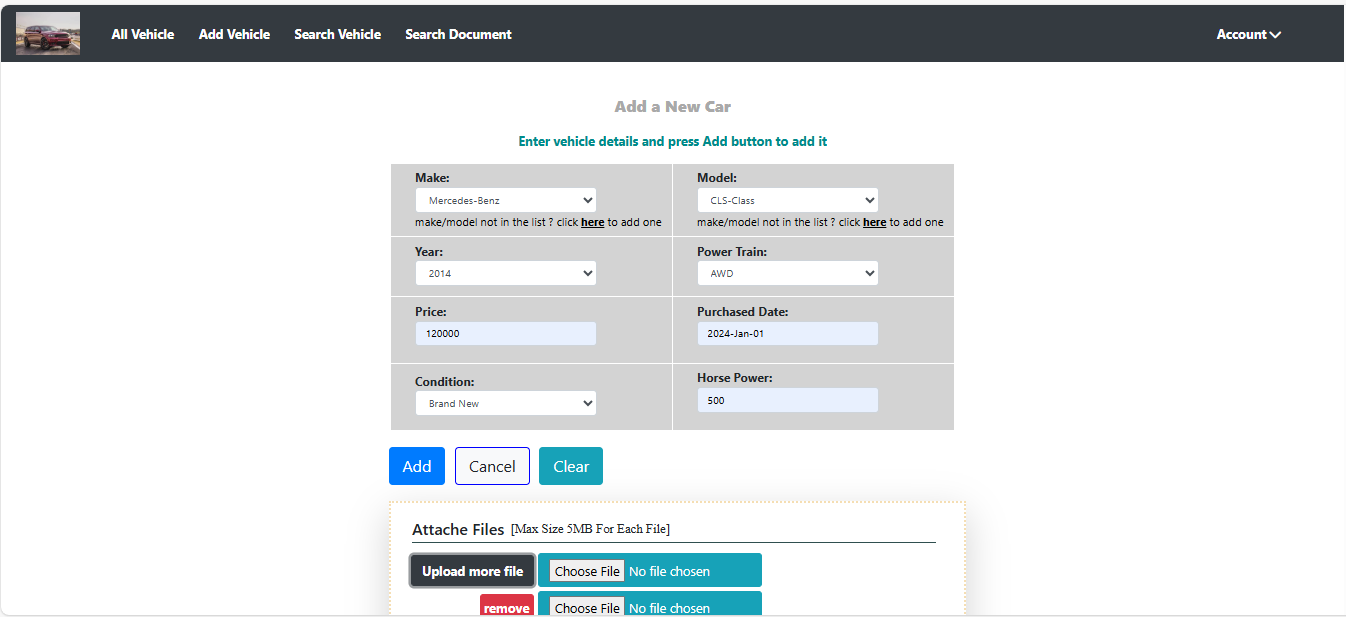 All Vehicle Add Vehicle Search Vehicle Search Document Account
Add a New Car
Enter vehicle details and press Add button to add it
Make: Model:
Mercedes-Benz CLS-Class
make/model not in the list ? click here to add one make/model not in the list ? click here to add one
Year: Power Train:
2014 AWD
Price: Purchased Date:
120000 2024-Jan-01
Condition: Horse Power:
Brand New 500
Add Cancel Clear
Attache Files [Max Size 5MB For Each File]
Upload more file Choose File No file chosen
remove Choose File No file chosen